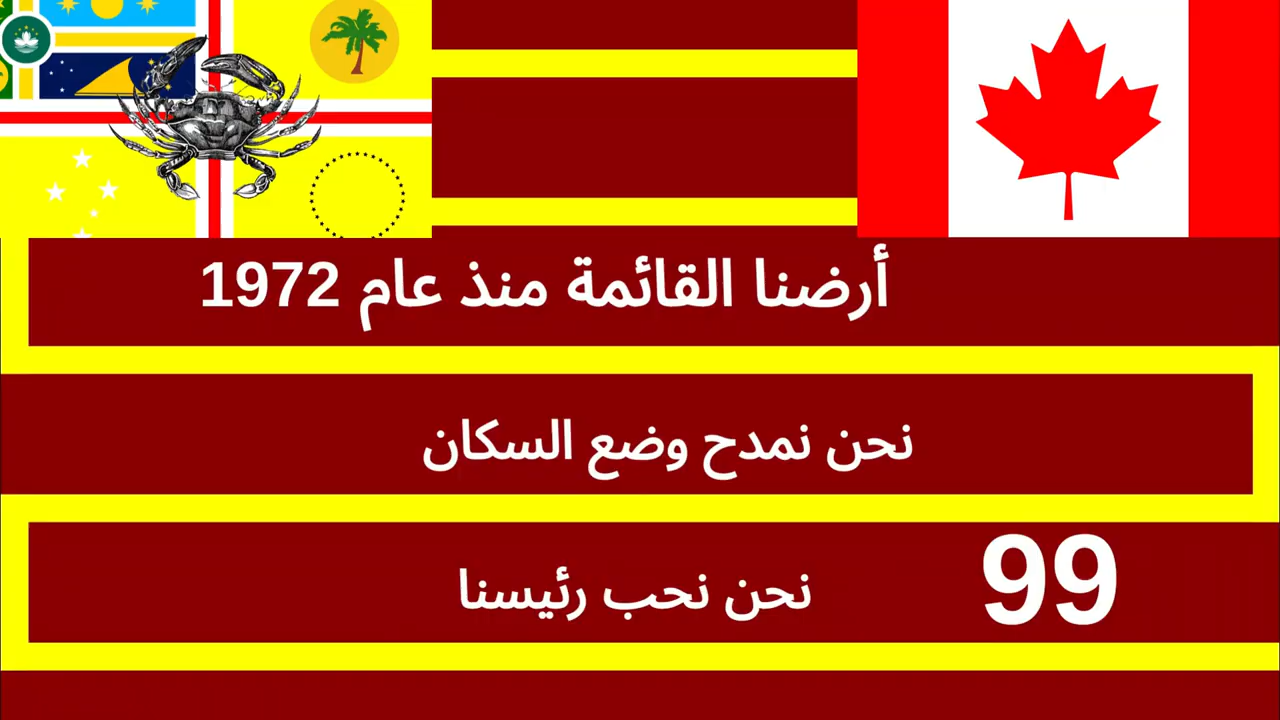 أرضنا القائمة منذ عام 1972
نحن نمدح وضع السكان
نحن نحب رئيسنا
99